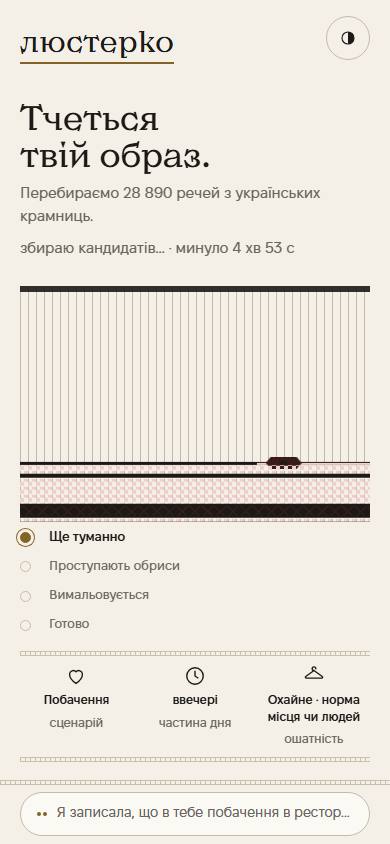 люстерко
Тчеться
твій образ.
Перебираємо 28 890 речей з українських
крамниць.
збираю кандидатів... · минуло 4 хв 53 с
Ще туманно
Проступають обриси
Вимальовується
Готово
Побачення
сценарій
ввечері
частина дня
Охайне · норма
місця чи людей
ошатність
Я записала, що в тебе побачення в рестор...